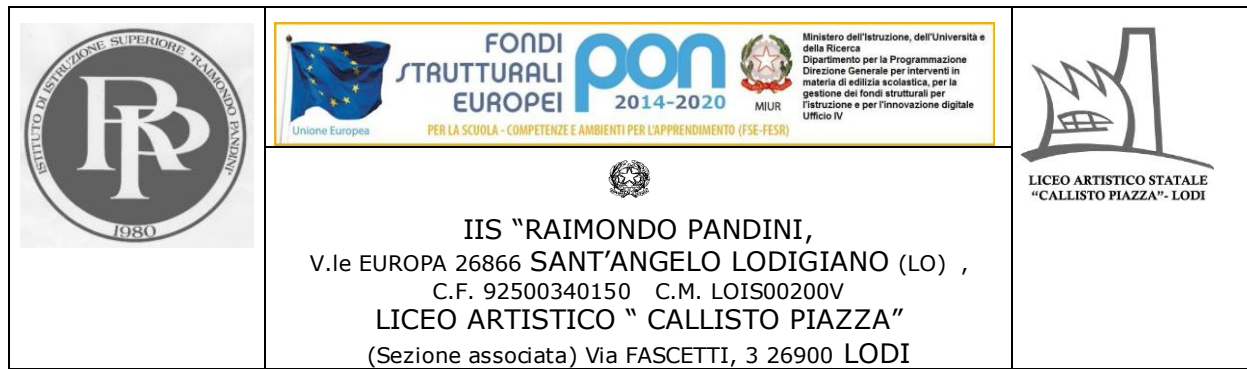 ISTITUTO DI ISTRUZIONE SUPERIORE "RAIMONDO PANDINI"
1980
FONDI
STRUTTURALI
EUROPEI
pon
2014-2020
Unione Europea
MIUR
Ministero dell'Istruzione, dell'Università e
della Ricerca
Dipartimento per la Programmazione
Direzione Generale per interventi in
materia di edilizia scolastica, per la
gestione dei fondi strutturali per
l'istruzione e per l'innovazione digitale
Ufficio IV
PER LA SCUOLA - COMPETENZE E AMBIENTI PER L'APPRENDIMENTO (FSE-FESR)
LICEO ARTISTICO STATALE
"CALLISTO PIAZZA"- LODI
IIS "RAIMONDO PANDINI,
V.le EUROPA 26866 SANT'ANGELO LODIGIANO (LO) ,
C.F. 92500340150 C.M. LOIS00200V
LICEO ARTISTICO " CALLISTO PIAZZA"
(Sezione associata) Via FASCETTI, 3 26900 LODI